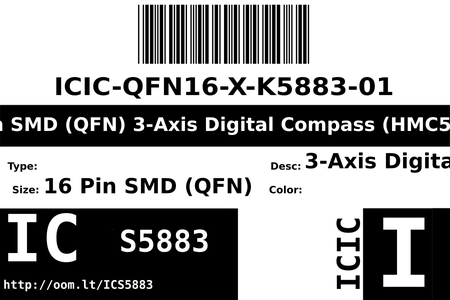 ICIC-QFN16-X-K5883-01
SMD (QFN) 3-Axis Digital Compass (HMC5
Type:
Desc: 3-Axis Digita
Size: 16 Pin SMD (QFN)
Color:
IC
S5883
ICIC
I
http://oom.lt/ICS5883